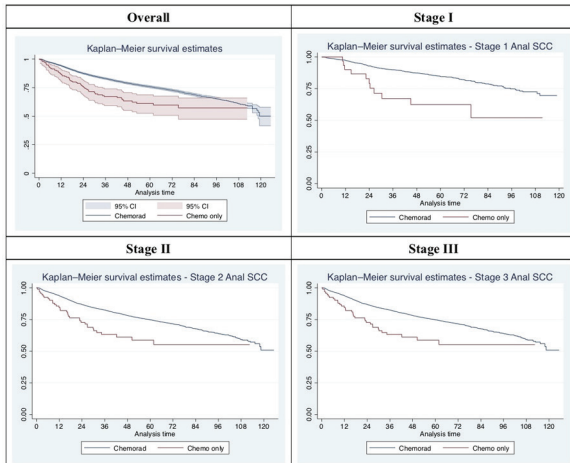 Overall
Stage I
Kaplan–Meier survival estimates
1
.75
.5
.25
0
0 12 24 36 48 60 72 84 96 108 120
Analysis time
95% CI 95% CI
Chemorad Chemo only
Kaplan–Meier survival estimates - Stage 1 Anal SCC
1.00
0.75
0.50
0.25
0.00
0 12 24 36 48 60 72 84 96 108 120
Analysis time
Chemorad Chemo only
Stage II
Stage III
Kaplan–Meier survival estimates - Stage 2 Anal SCC
1.00
0.75
0.50
0.25
0.00
0 12 24 36 48 60 72 84 96 108 120
Analysis time
Chemorad Chemo only
Kaplan–Meier survival estimates - Stage 3 Anal SCC
1.00
0.75
0.50
0.25
0.00
0 12 24 36 48 60 72 84 96 108 120
Analysis time
Chemorad Chemo only